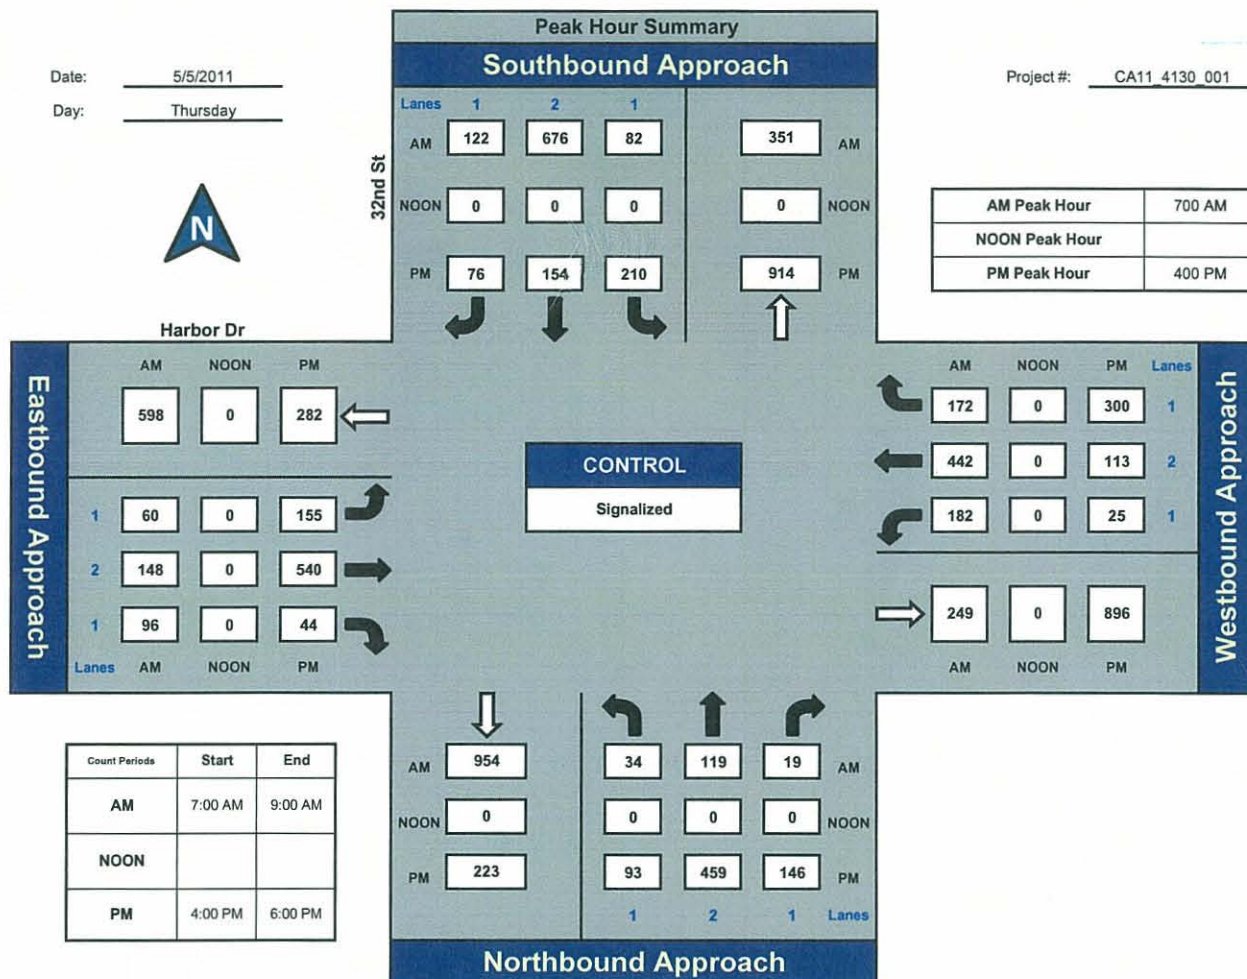 Peak Hour Summary
Southbound Approach
Date: 5/5/2011
Day: Thursday
Project #: CA11_4130_001
N
32nd St
Lanes 1 2 1
AM 122 676 82 351 AM
NOON 0 0 0 0 NOON
PM 76 154 210 914 PM
AM Peak Hour 700 AM
NOON Peak Hour
PM Peak Hour 400 PM
Harbor Dr
Eastbound Approach
AM NOON PM
598 0 282
1 60 0 155
2 148 0 540
1 96 0 44
Lanes AM NOON PM
CONTROL
Signalized
AM NOON PM Lanes
172 0 300 1
442 0 113 2
182 0 25 1
249 0 896
AM NOON PM
Westbound Approach
Count Periods Start End
AM 7:00 AM 9:00 AM
NOON
PM 4:00 PM 6:00 PM
AM 954 34 119 19 AM
NOON 0 0 0 0 NOON
PM 223 93 459 146 PM
1 2 1 Lanes
Northbound Approach